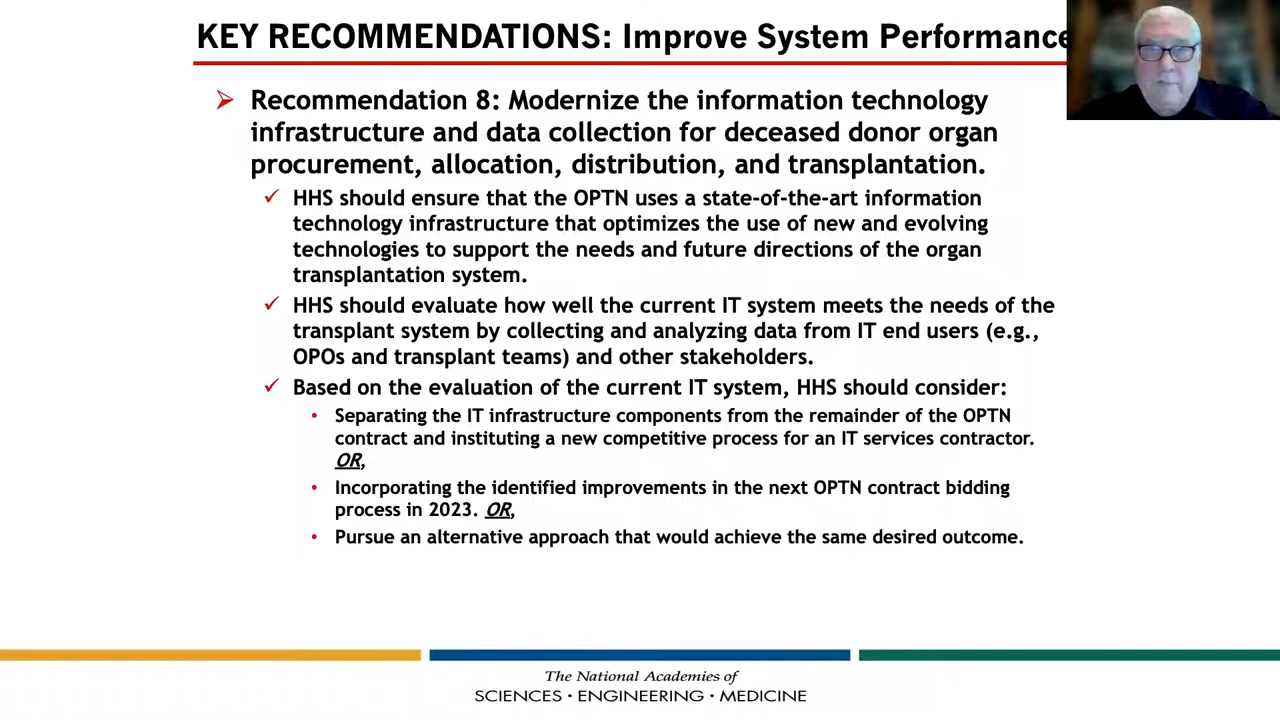 KEY RECOMMENDATIONS: Improve System Performance
Recommendation 8: Modernize the information technology
infrastructure and data collection for deceased donor organ
procurement, allocation, distribution, and transplantation.
HHS should ensure that the OPTN uses a state-of-the-art information
technology infrastructure that optimizes the use of new and evolving
technologies to support the needs and future directions of the organ
transplantation system.
HHS should evaluate how well the current IT system meets the needs of the
transplant system by collecting and analyzing data from IT end users (e.g.,
OPOs and transplant teams) and other stakeholders.
Based on the evaluation of the current IT system, HHS should consider:
Separating the IT infrastructure components from the remainder of the OPTN
contract and instituting a new competitive process for an IT services contractor.
OR,
Incorporating the identified improvements in the next OPTN contract bidding
process in 2023. OR,
Pursue an alternative approach that would achieve the same desired outcome.
The National Academies of
SCIENCES · ENGINEERING · MEDICINE